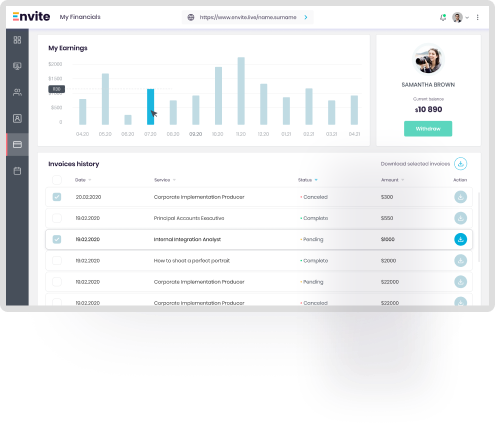 Envite My Financials https://www.envite.live/name.surname
My Earnings
$2000
$1500
$500
0
04.20 05.20 06.20 07.20 08.20 09.20 10.20 11.20 12.20 01.21 02.21 03.21 04.21
SAMANTHA BROWN
Current balance
$10 890
Withdraw
Invoices history Download selected invoices
Date Service Status Amount Action
20.02.2020 Corporate Implementation Producer Canceled $300
19.02.2020 Principal Accounts Executive Complete $550
19.02.2020 Internal Integration Analyst Pending $1000
19.02.2020 How to shoot a perfect portrait Complete $2000
19.02.2020 Corporate Implementation Producer Pending $22000
19.02.2020 Corporate Implementation Producer Canceled $22000